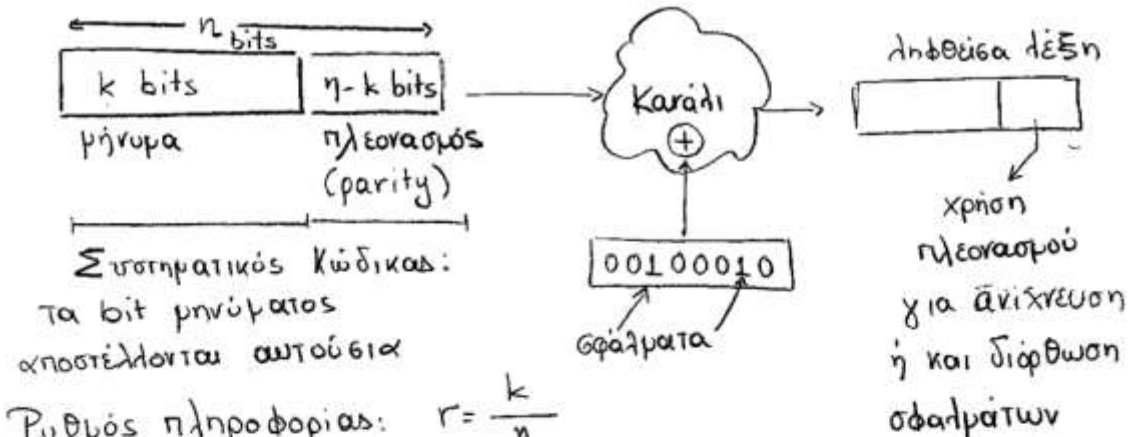 n bits
k bits
n-k bits
μήνυμα
πλεονασμός
(parity)
Συστηματικός Κώδικας:
τα bit μηνύματος
αποστέλλονται αυτούσια
Ρυθμός πληροφορίας: r = k/n
Κανάλι
+
00100010
σφάλματα
ληφθείσα λέξη
χρήση
πλεονασμού
για ανίχνευση
ή και διόρθωση
σφαλμάτων